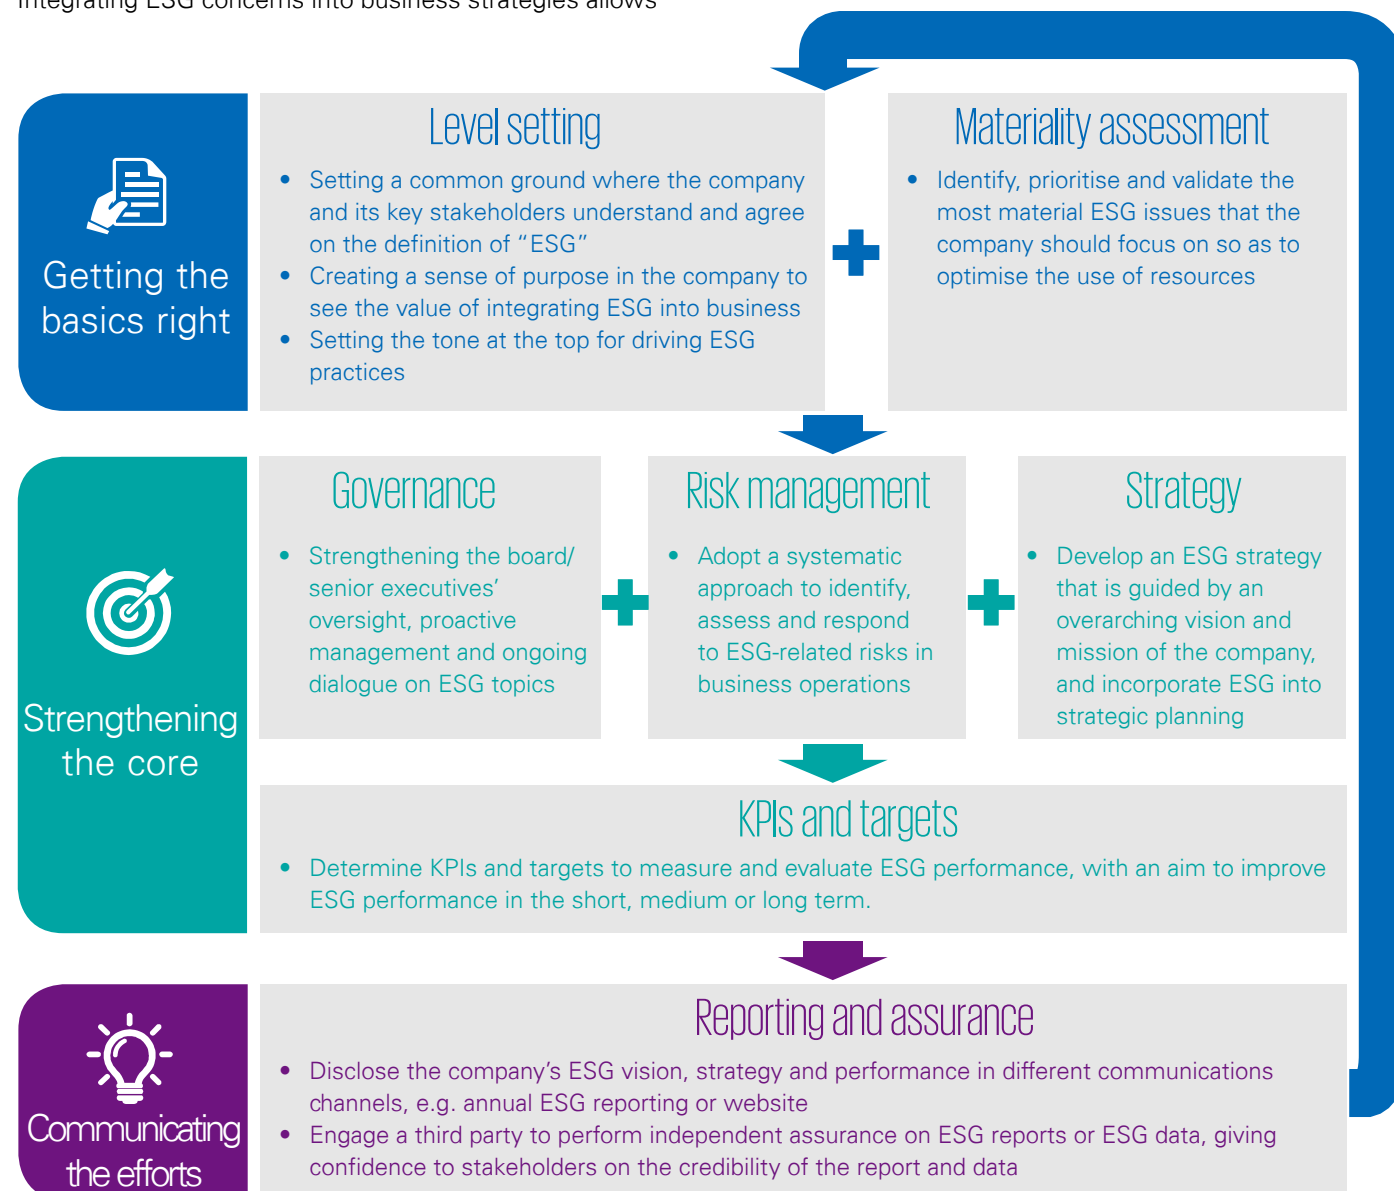 Integrating ESG concerns into business strategies allows
Getting the
basics right
Level setting
• Setting a common ground where the company
and its key stakeholders understand and agree
on the definition of “ESG”
• Creating a sense of purpose in the company to
see the value of integrating ESG into business
• Setting the tone at the top for driving ESG
practices
Materiality assessment
• Identify, prioritise and validate the
most material ESG issues that the
company should focus on so as to
optimise the use of resources
Strengthening
the core
Governance
• Strengthening the board/
senior executives’
oversight, proactive
management and ongoing
dialogue on ESG topics
Risk management
• Adopt a systematic
approach to identify,
assess and respond
to ESG-related risks in
business operations
Strategy
• Develop an ESG strategy
that is guided by an
overarching vision and
mission of the company,
and incorporate ESG into
strategic planning
KPIs and targets
• Determine KPIs and targets to measure and evaluate ESG performance, with an aim to improve
ESG performance in the short, medium or long term.
Communicating
the efforts
Reporting and assurance
• Disclose the company’s ESG vision, strategy and performance in different communications
channels, e.g. annual ESG reporting or website
• Engage a third party to perform independent assurance on ESG reports or ESG data, giving
confidence to stakeholders on the credibility of the report and data